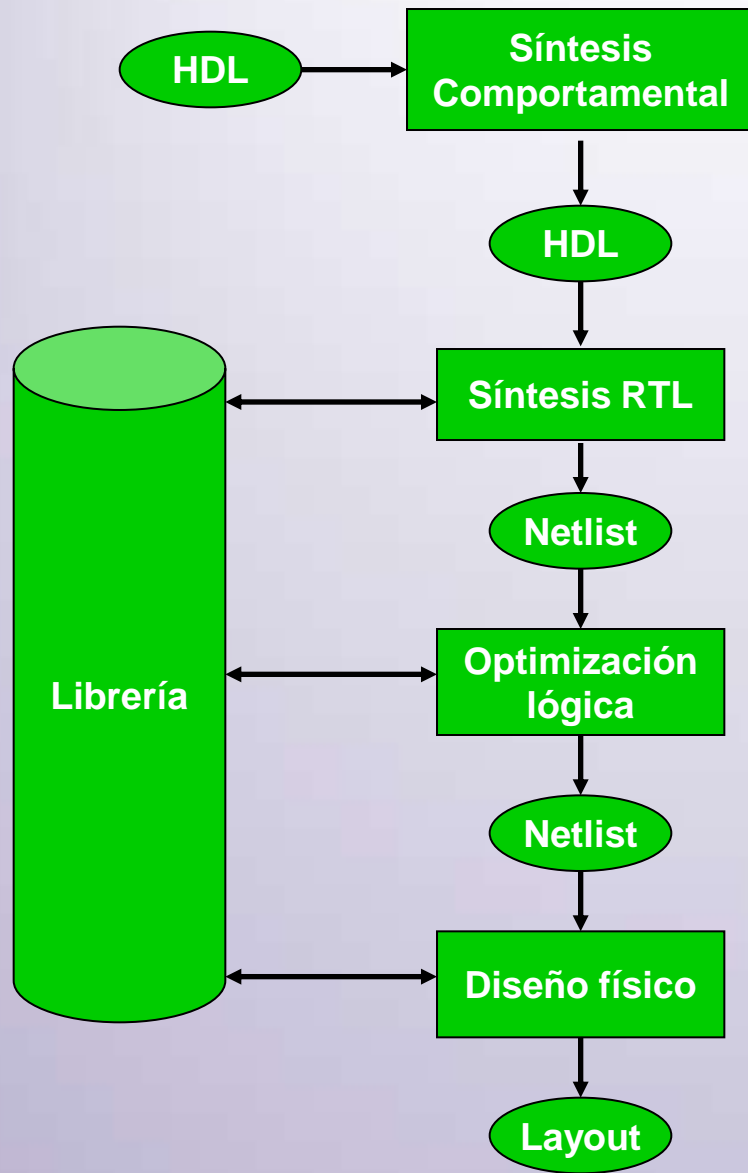 HDL
Síntesis
Comportamental
HDL
Síntesis RTL
Netlist
Librería
Optimización
lógica
Netlist
Diseño físico
Layout